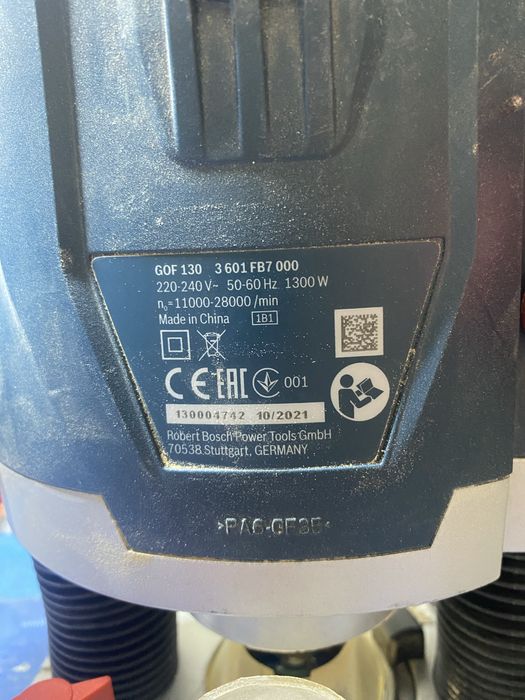 GOF 130 3 601 FB7 000
220-240 V~ 50-60 Hz 1300 W
n₀=11000-28000 /min
Made in China 1B1
CE EAC 001
130004742 10/2021
Robert Bosch Power Tools GmbH
70538 Stuttgart, GERMANY
>PA6-GF35<